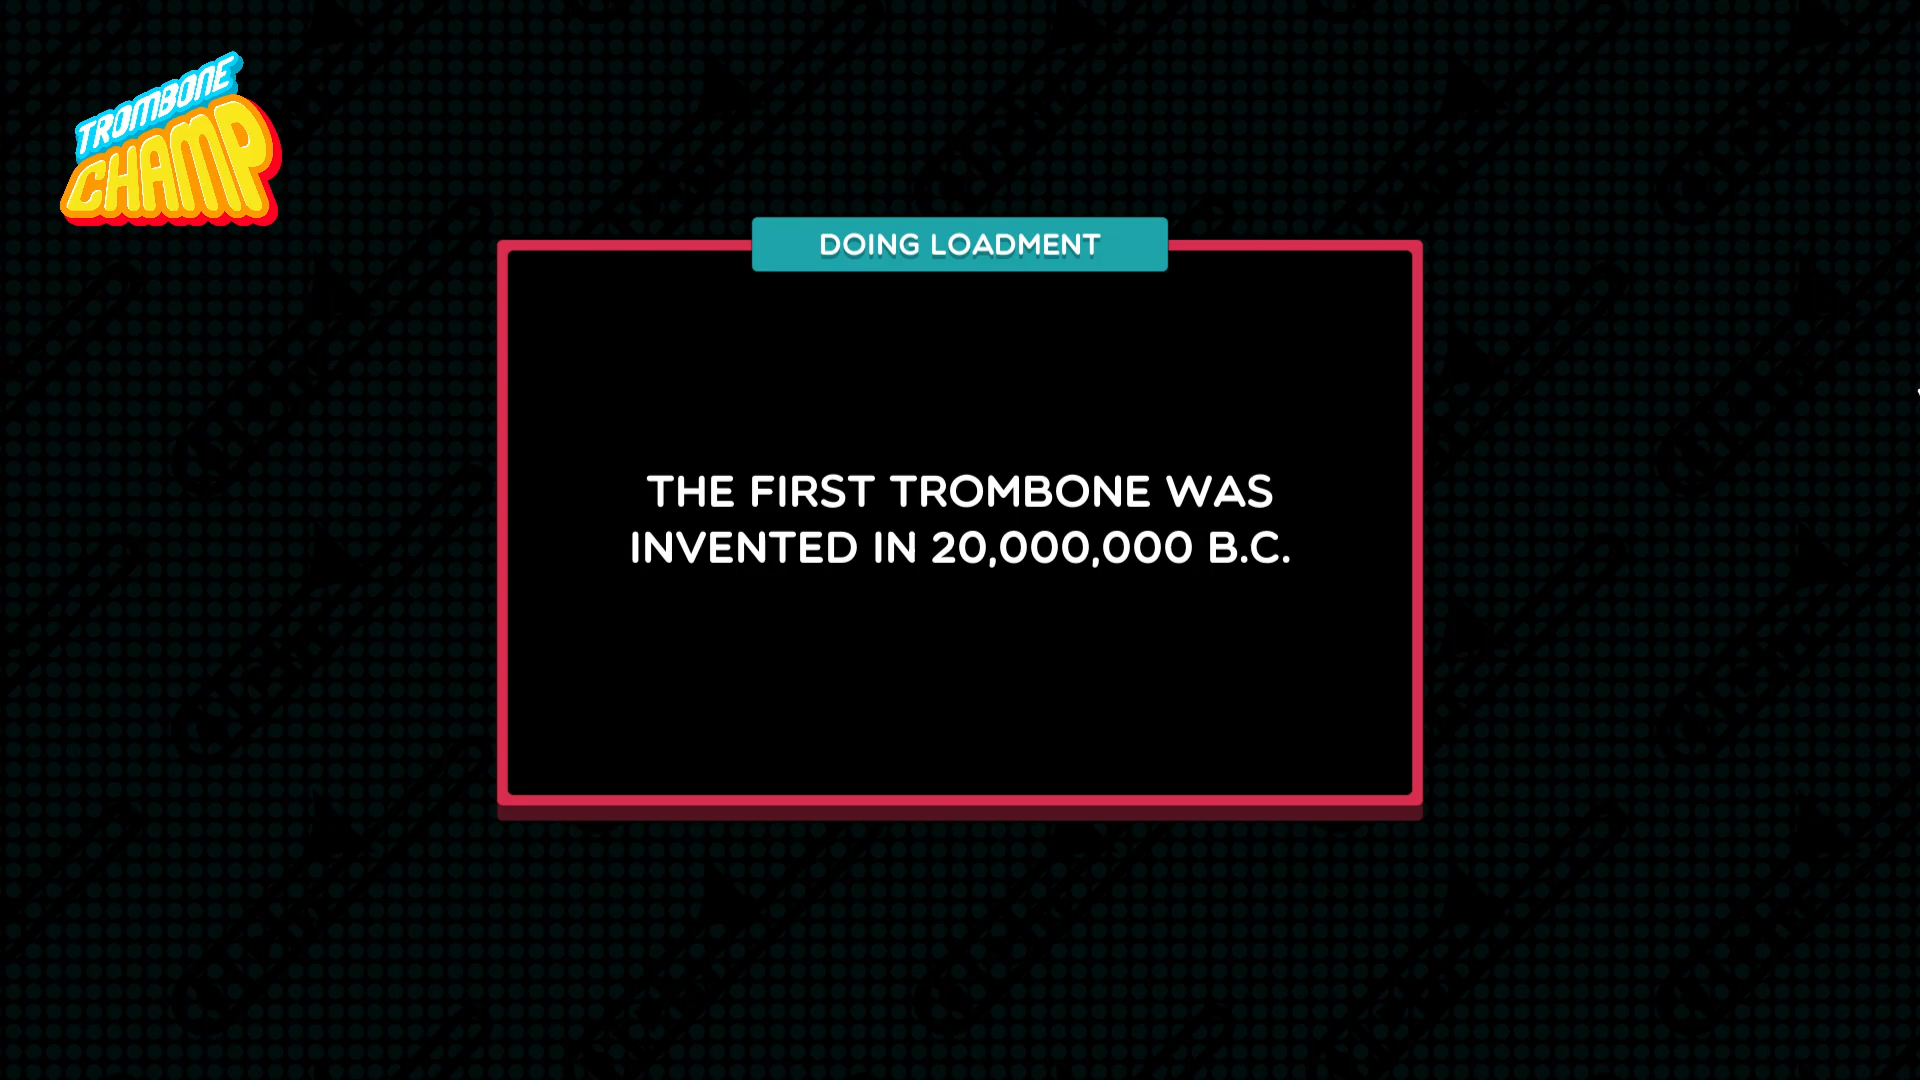 TROMBONE
CHAMP
DOING LOADMENT
THE FIRST TROMBONE WAS
INVENTED IN 20,000,000 B.C.